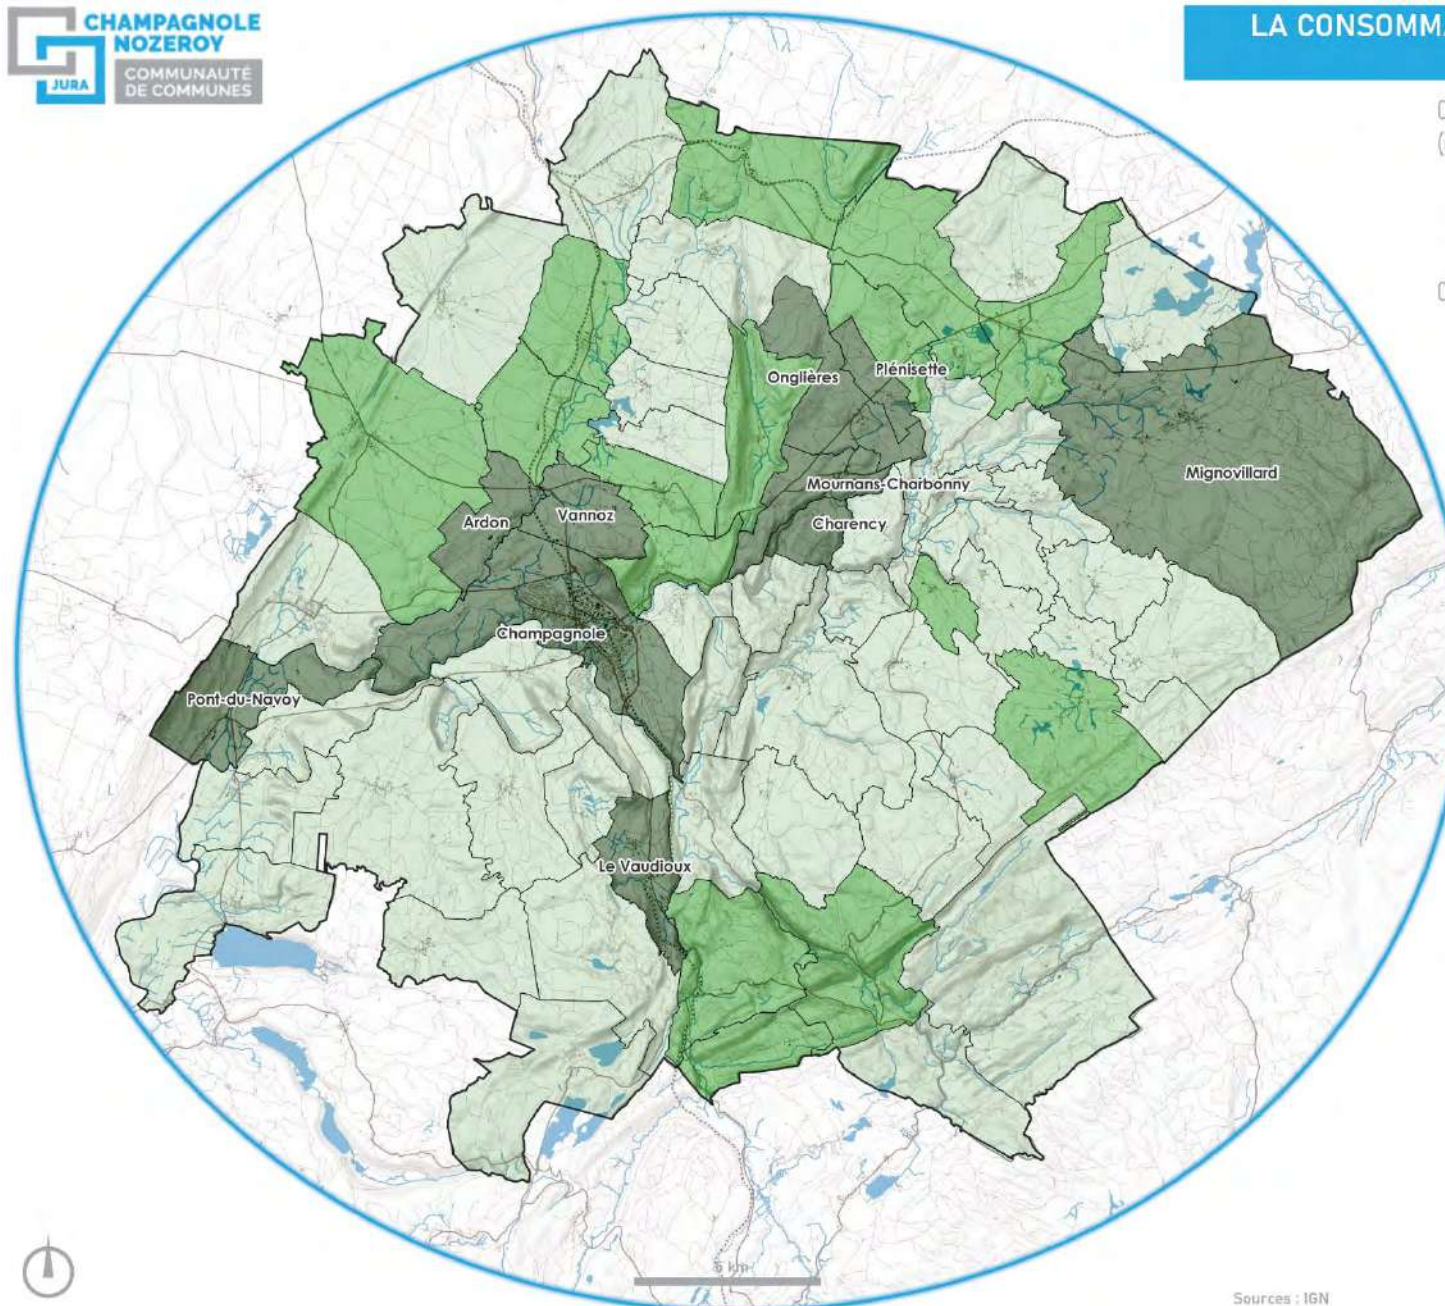 CHAMPAGNOLE
NOZEROY
JURA
COMMUNAUTÉ
DE COMMUNES
LA CONSOMMA
Onglières
Plénisette
Mignovillard
Mournans-Charbonny
Ardon
Vannoz
Charency
Champagnole
Pont-du-Navoy
Le Vaudioux
5 km
Sources : IGN